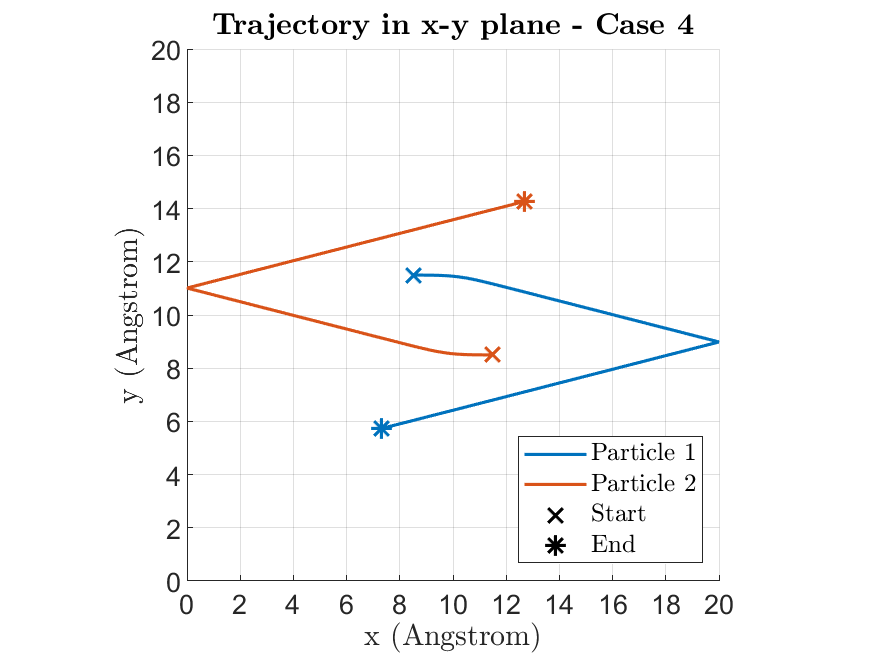 Trajectory in x-y plane - Case 4
y (Angstrom)
20
18
16
14
12
10
8
6
4
2
0
Particle 1
Particle 2
Start
End
0 2 4 6 8 10 12 14 16 18 20
x (Angstrom)